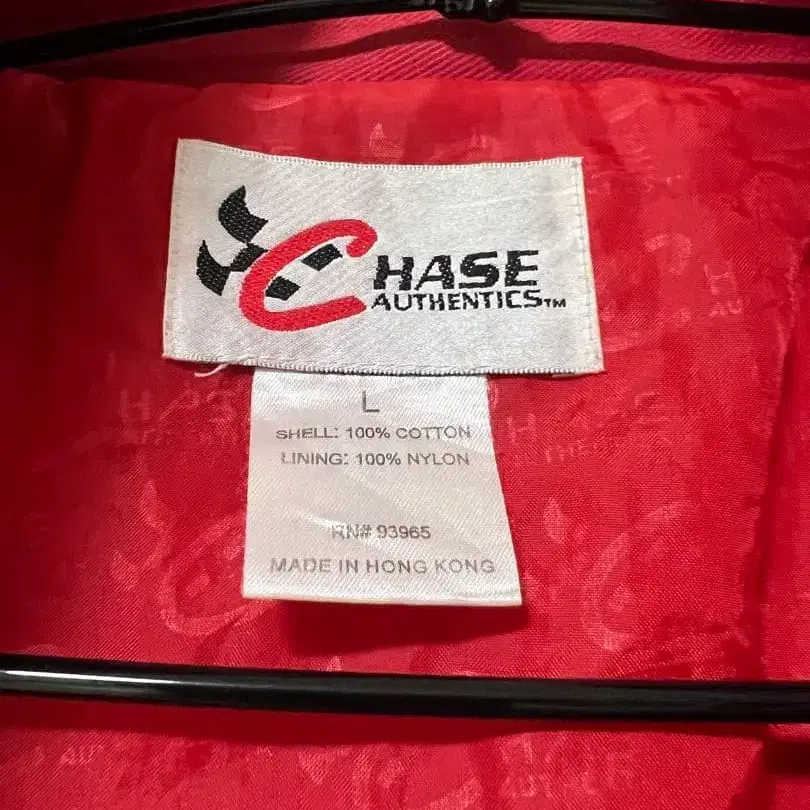 CHASE
AUTHENTICS™
L
SHELL: 100% COTTON
LINING: 100% NYLON
RN# 93965
MADE IN HONG KONG